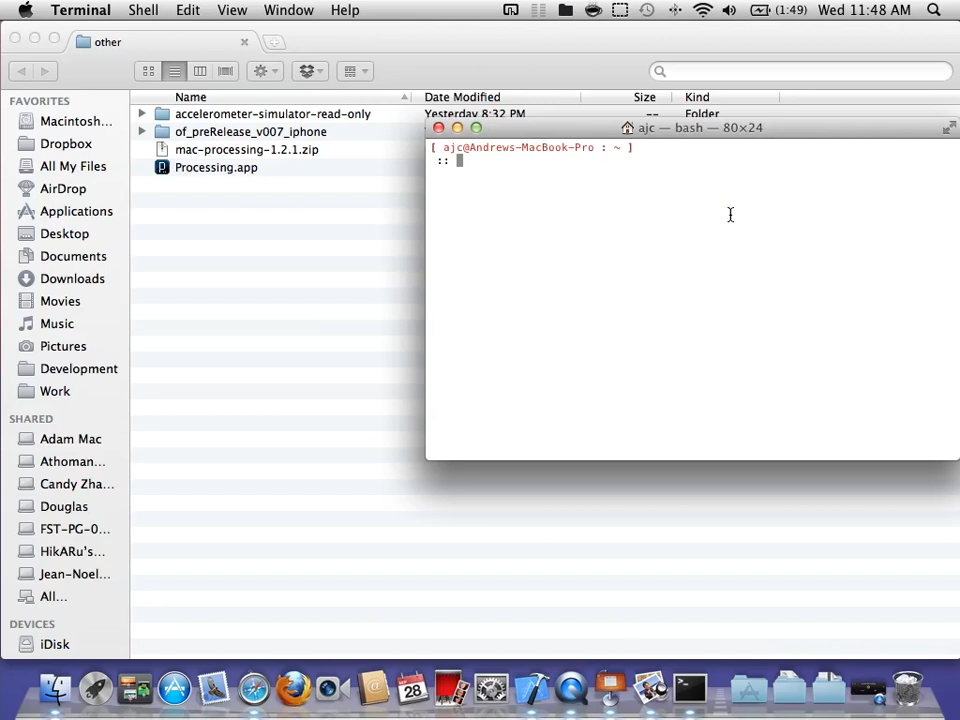 Terminal Shell Edit View Window Help (1:49) Wed 11:48 AM
other
FAVORITES
Macintosh...
Dropbox
All My Files
AirDrop
Applications
Desktop
Documents
Downloads
Movies
Music
Pictures
Development
Work
SHARED
Adam Mac
Athoman...
Candy Zha...
Douglas
FST-PG-0...
HikARu's...
Jean-Noel...
All...
DEVICES
iDisk
Name Date Modified Size Kind
accelerometer-simulator-read-only Yesterday 8:32 PM -- Folder
of_preRelease_v007_iphone
mac-processing-1.2.1.zip
Processing.app
ajc — bash — 80×24
[ ajc@Andrews-MacBook-Pro : ~ ]
::
SEP
28